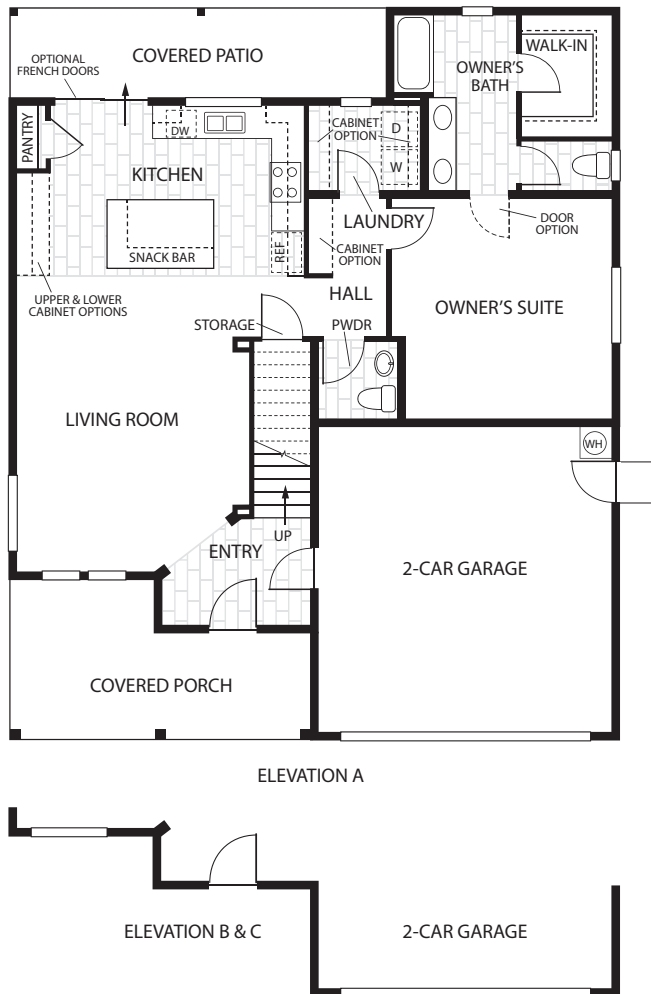 COVERED PATIO
OPTIONAL
FRENCH DOORS
WALK-IN
OWNER'S
BATH
PANTRY
DW
CABINET
OPTION
D
W
KITCHEN
LAUNDRY
DOOR
OPTION
SNACK BAR
REF.
CABINET
OPTION
UPPER & LOWER
CABINET OPTIONS
HALL
OWNER'S SUITE
STORAGE
PWDR
LIVING ROOM
WH
UP
ENTRY
2-CAR GARAGE
COVERED PORCH
ELEVATION A
ELEVATION B & C
2-CAR GARAGE